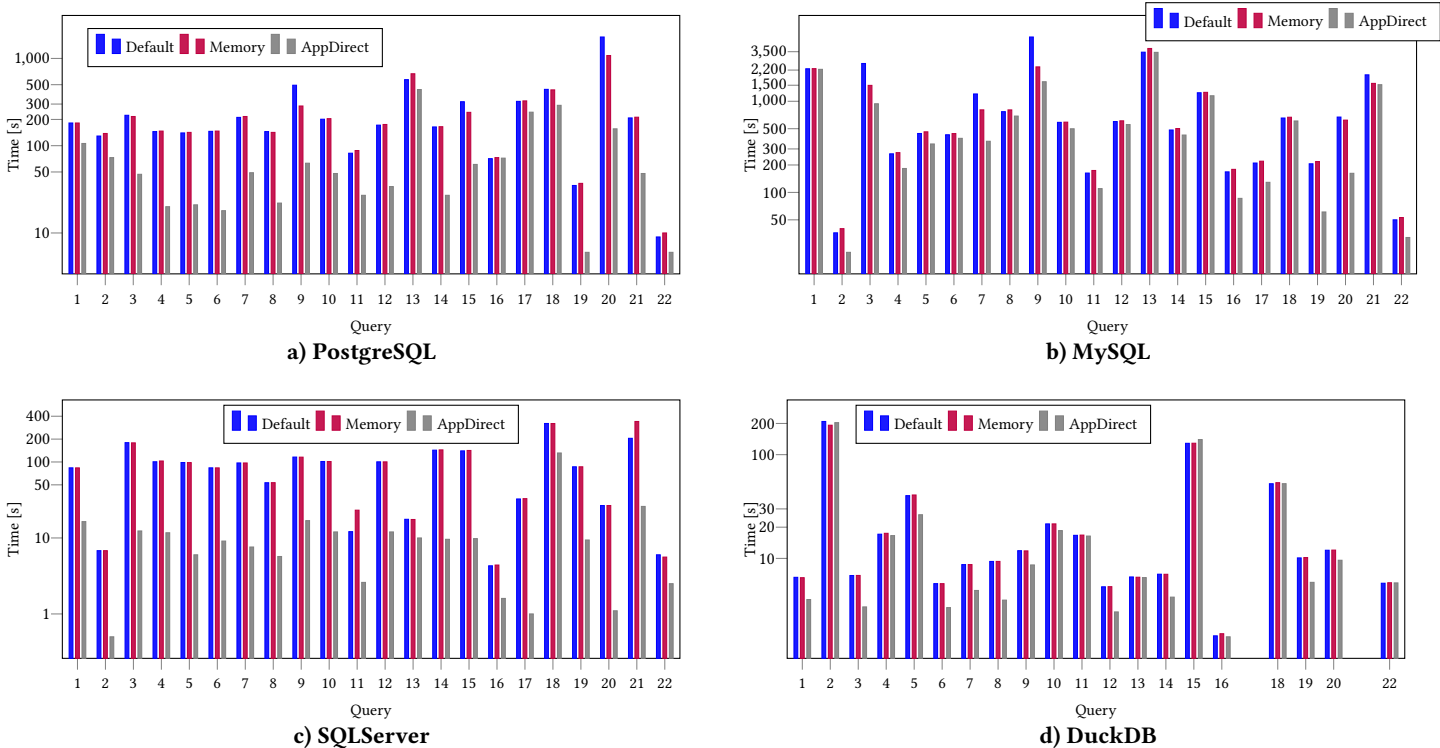 Default Memory AppDirect
1,000
500
300
200
100
50
10
Time [s]
1 2 3 4 5 6 7 8 9 10 11 12 13 14 15 16 17 18 19 20 21 22
Query
a) PostgreSQL
Default Memory AppDirect
3,500
2,200
1,500
1,000
500
300
200
100
50
Time [s]
1 2 3 4 5 6 7 8 9 10 11 12 13 14 15 16 17 18 19 20 21 22
Query
b) MySQL
Default Memory AppDirect
400
200
100
50
10
1
Time [s]
1 2 3 4 5 6 7 8 9 10 11 12 13 14 15 16 17 18 19 20 21 22
Query
c) SQLServer
Default Memory AppDirect
200
100
30
20
10
Time [s]
1 2 3 4 5 6 7 8 9 10 11 12 13 14 15 16 18 19 20 22
Query
d) DuckDB